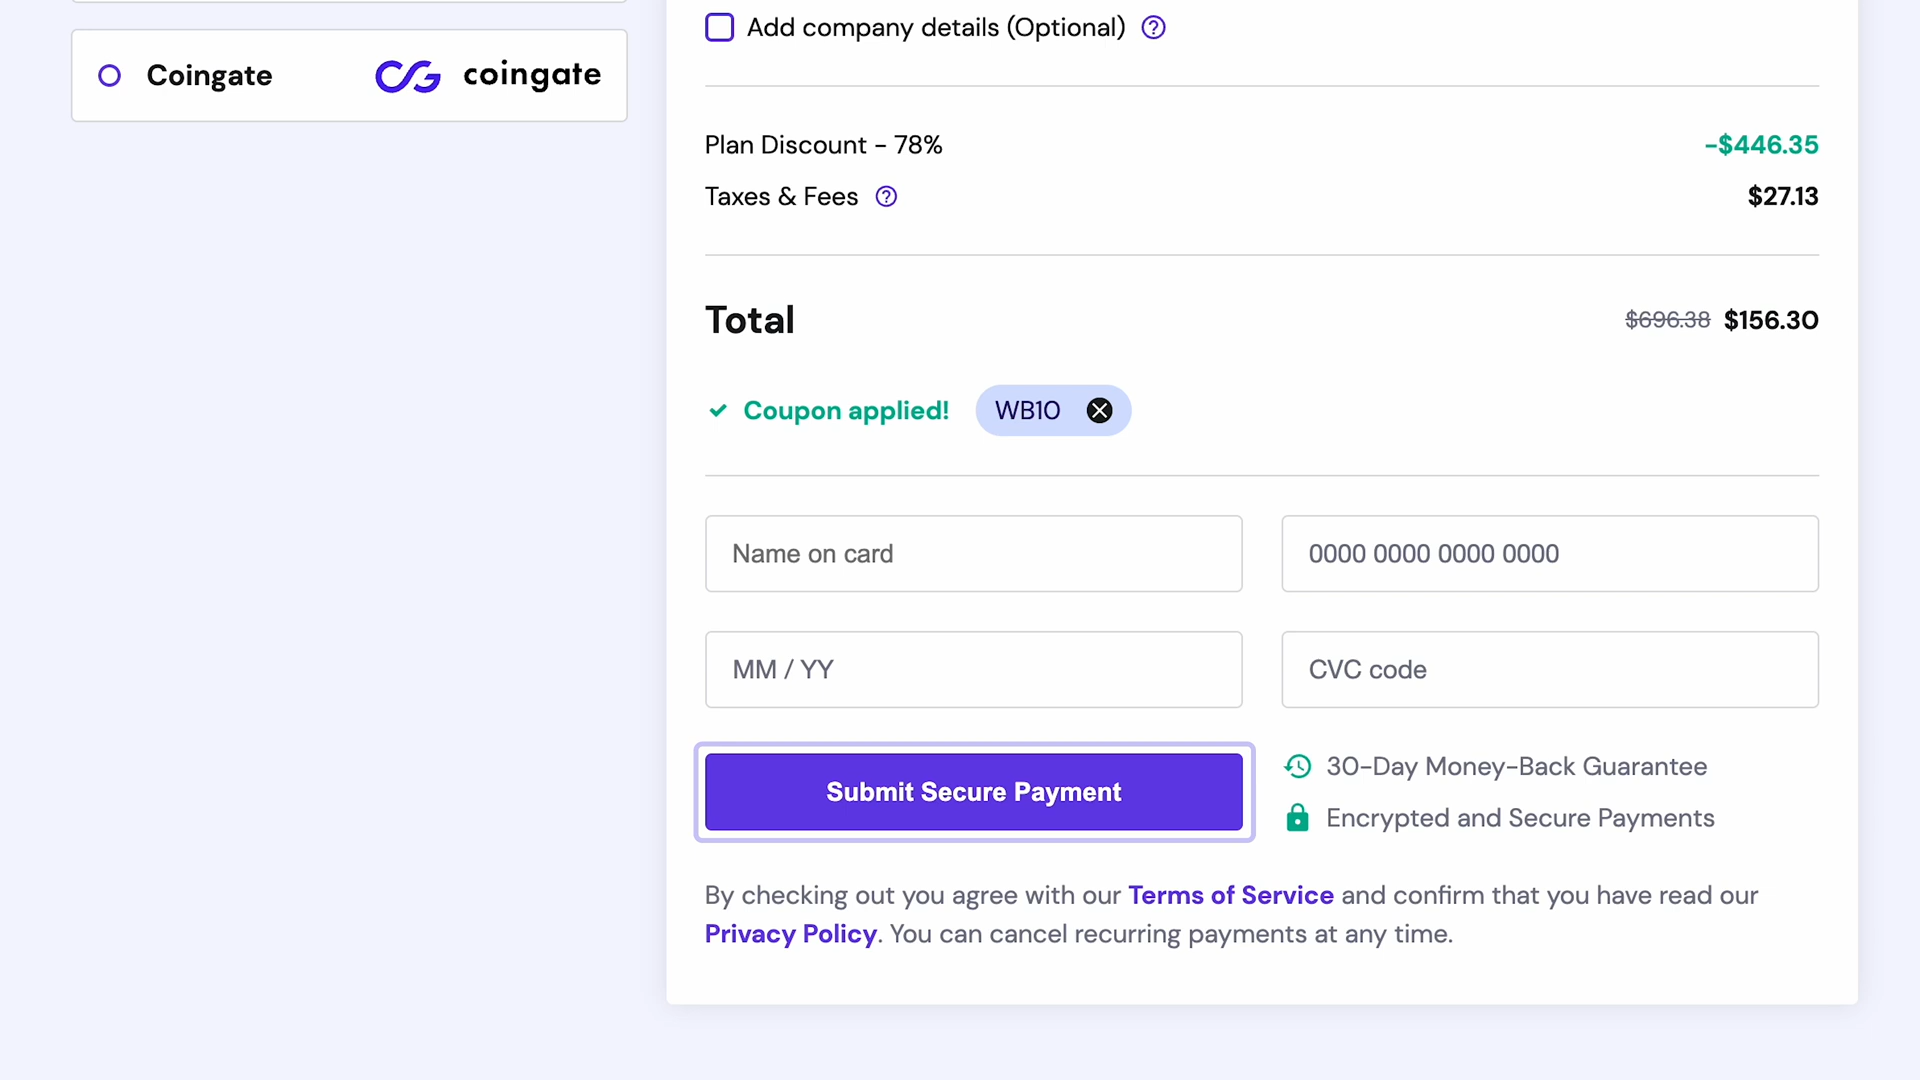 Coingate
coingate
Add company details (Optional)
Plan Discount - 78%
-$446.35
Taxes & Fees
$27.13
Total
$696.38 $156.30
Coupon applied!
WB10
Name on card
0000 0000 0000 0000
MM / YY
CVC code
Submit Secure Payment
30-Day Money-Back Guarantee
Encrypted and Secure Payments
By checking out you agree with our Terms of Service and confirm that you have read our
Privacy Policy. You can cancel recurring payments at any time.